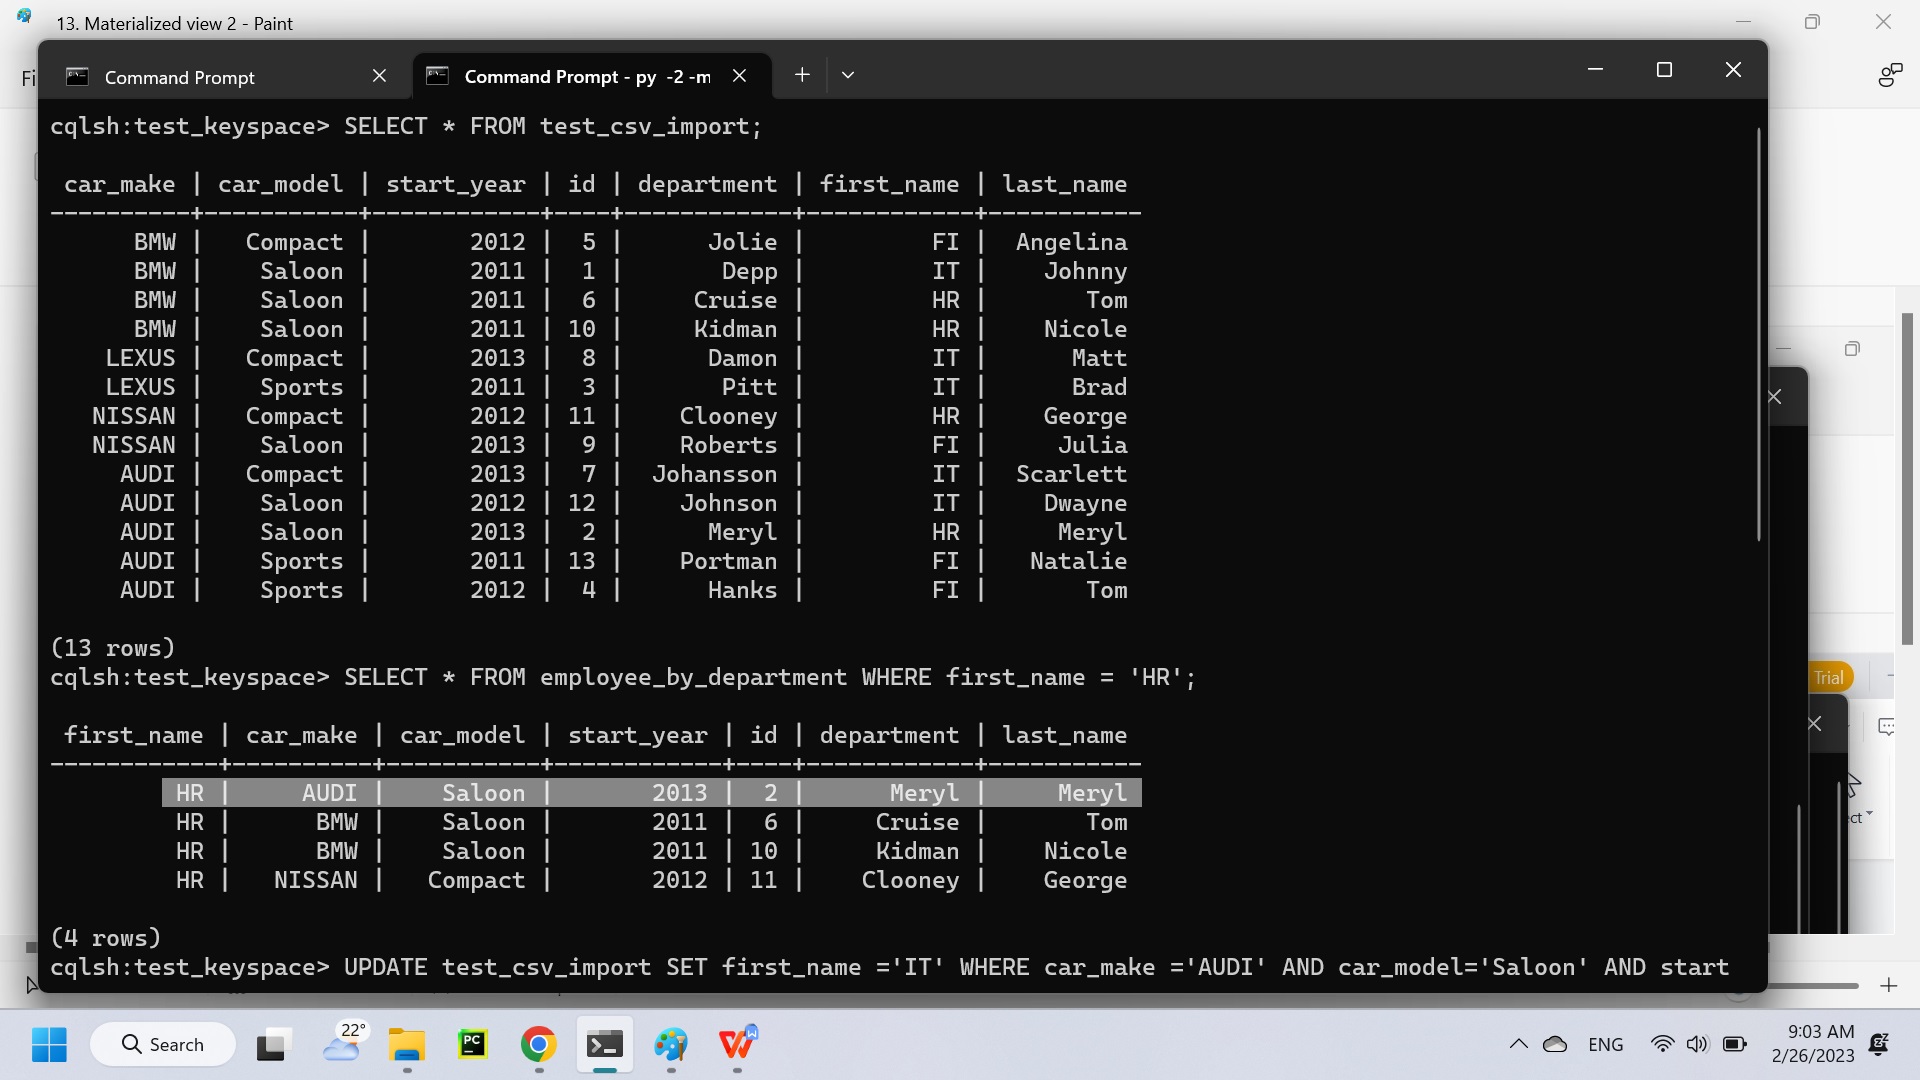 13. Materialized view 2 - Paint
Fi
Command Prompt
Command Prompt - py -2 -m
cqlsh:test_keyspace> SELECT * FROM test_csv_import;
car_make | car_model | start_year | id | department | first_name | last_name
----------+-----------+------------+----+------------+------------+-----------
BMW | Compact | 2012 | 5 | Jolie | FI | Angelina
BMW | Saloon | 2011 | 1 | Depp | IT | Johnny
BMW | Saloon | 2011 | 6 | Cruise | HR | Tom
BMW | Saloon | 2011 | 10 | Kidman | HR | Nicole
LEXUS | Compact | 2013 | 8 | Damon | IT | Matt
LEXUS | Sports | 2011 | 3 | Pitt | IT | Brad
NISSAN | Compact | 2012 | 11 | Clooney | HR | George
NISSAN | Saloon | 2013 | 9 | Roberts | FI | Julia
AUDI | Compact | 2013 | 7 | Johansson | IT | Scarlett
AUDI | Saloon | 2012 | 12 | Johnson | IT | Dwayne
AUDI | Saloon | 2013 | 2 | Meryl | HR | Meryl
AUDI | Sports | 2011 | 13 | Portman | FI | Natalie
AUDI | Sports | 2012 | 4 | Hanks | FI | Tom
(13 rows)
cqlsh:test_keyspace> SELECT * FROM employee_by_department WHERE first_name = 'HR';
first_name | car_make | car_model | start_year | id | department | last_name
------------+----------+-----------+------------+----+------------+-----------
HR | AUDI | Saloon | 2013 | 2 | Meryl | Meryl
HR | BMW | Saloon | 2011 | 6 | Cruise | Tom
HR | BMW | Saloon | 2011 | 10 | Kidman | Nicole
HR | NISSAN | Compact | 2012 | 11 | Clooney | George
(4 rows)
cqlsh:test_keyspace> UPDATE test_csv_import SET first_name ='IT' WHERE car_make ='AUDI' AND car_model='Saloon' AND start
Trial
ct
Search
22°
PC
ENG
9:03 AM
2/26/2023